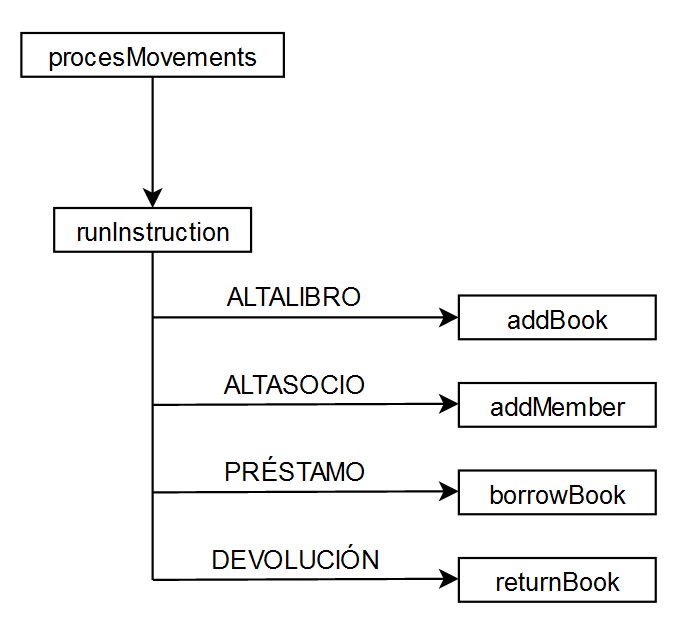 procesMovements
runInstruction
ALTALIBRO
addBook
ALTASOCIO
addMember
PRÉSTAMO
borrowBook
DEVOLUCIÓN
returnBook